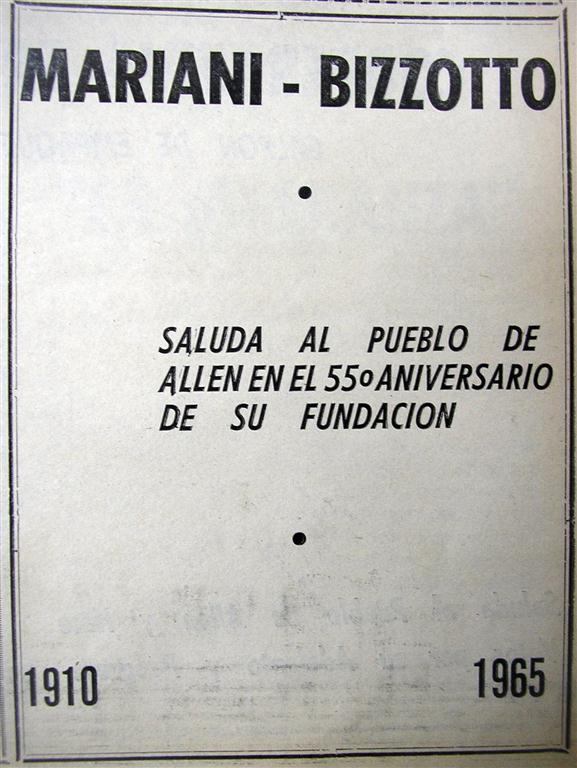 MARIANI - BIZZOTTO
SALUDA AL PUEBLO DE
ALLEN EN EL 55º ANIVERSARIO
DE SU FUNDACION
1910
1965